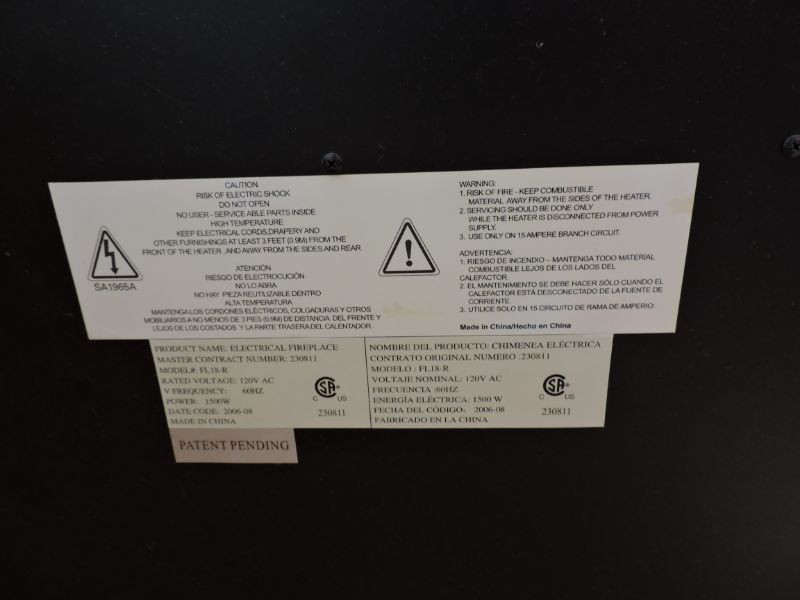 CAUTION
RISK OF ELECTRIC SHOCK
DO NOT OPEN
NO USER - SERVICE ABLE PARTS INSIDE
HIGH TEMPERATURE
KEEP ELECTRICAL CORDS,DRAPERY AND
OTHER FURNISHINGS AT LEAST 3 FEET (0.9M) FROM THE
FRONT OF THE HEATER ..AND AWAY FROM THE SIDES AND REAR
SA1965A
ATENCIÓN
RIESGO DE ELECTROCUCIÓN
NO LO ABRA
NO HAY PIEZA REUTILIZABLE DENTRO
ALTA TEMPERATURA
MANTENGA LOS CORDONES ELÉCTRICOS, COLGADURAS Y OTROS
MOBILIARIOS A NO MENOS DE 3 PIES (0.9M) DE DISTANCIA DEL FRENTE Y
LEJOS DE LOS COSTADOS Y LA PARTE TRASERA DEL CALENTADOR
WARNING:
1. RISK OF FIRE - KEEP COMBUSTIBLE
MATERIAL AWAY FROM THE SIDES OF THE HEATER.
2. SERVICING SHOULD BE DONE ONLY
WHILE THE HEATER IS DISCONNECTED FROM POWER
SUPPLY.
3. USE ONLY ON 15 AMPERE BRANCH CIRCUIT.
ADVERTENCIA:
1. RIESGO DE INCENDIO – MANTENGA TODO MATERIAL
COMBUSTIBLE LEJOS DE LOS LADOS DEL
CALEFACTOR.
2. EL MANTENIMIENTO SE DEBE HACER SÓLO CUANDO EL
CALEFACTOR ESTÁ DESCONECTADO DE LA FUENTE DE
CORRIENTE.
3. UTILICE SOLO EN 15 CIRCUITO DE RAMA DE AMPERIO.
Made in China/Hecho en China
PRODUCT NAME: ELECTRICAL FIREPLACE
MASTER CONTRACT NUMBER: 230811
MODEL#: FL18-R
RATED VOLTAGE: 120V AC
V FREQUENCY: 60HZ
POWER: 1500W
DATE CODE: 2006-08
MADE IN CHINA
SA ®
C US
230811
NOMBRE DEL PRODUCTO: CHIMENEA ELÉCTRICA
CONTRATO ORIGINAL NUMERO :230811
MODELO : FL18-R
VOLTAJE NOMINAL: 120V AC
FRECUENCIA :60HZ
ENERGÍA ELÉCTRICA: 1500 W
FECHA DEL CÓDIGO: 2006-08
FABRICADO EN LA CHINA
SA ®
C US
230811
PATENT PENDING